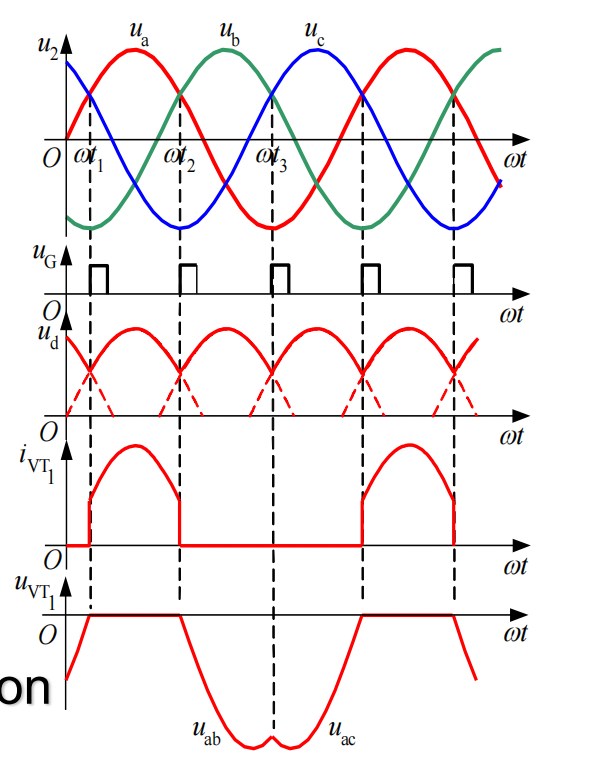 u2 ua ub uc
O ωt1 ωt2 ωt3 ωt
uG
O ωt
ud
O ωt
iVT1
O ωt
uVT1
O ωt
on
uab uac